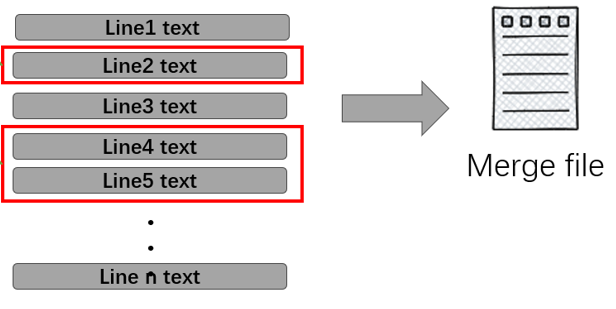 Line1 text
Line2 text
Line3 text
Line4 text
Line5 text
Line n text
Merge file